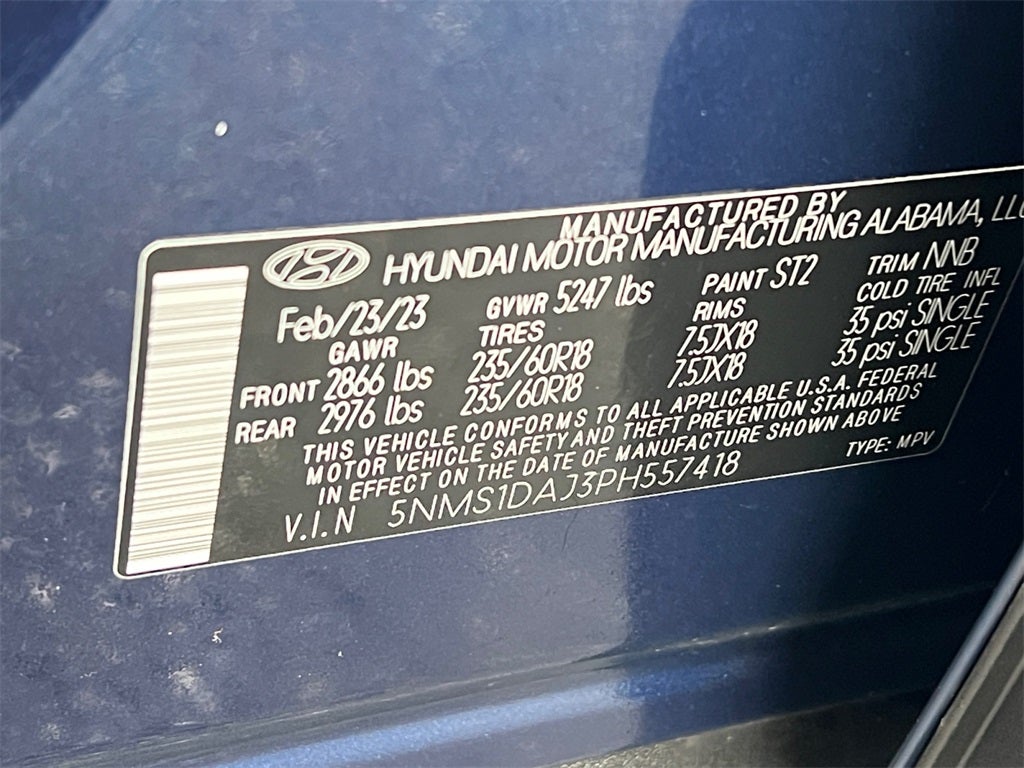 MANUFACTURED BY
HYUNDAI MOTOR MANUFACTURING ALABAMA, LLC
Feb/23/23 GVWR 5247 lbs PAINT ST2 TRIM NNB
GAWR TIRES RIMS COLD TIRE INFL
FRONT 2866 lbs 235/60R18 7.5JX18 35 psi SINGLE
REAR 2976 lbs 235/60R18 7.5JX18 35 psi SINGLE
THIS VEHICLE CONFORMS TO ALL APPLICABLE U.S.A. FEDERAL
MOTOR VEHICLE SAFETY AND THEFT PREVENTION STANDARDS
IN EFFECT ON THE DATE OF MANUFACTURE SHOWN ABOVE
V.I.N 5NMS1DAJ3PH557418 TYPE: MPV